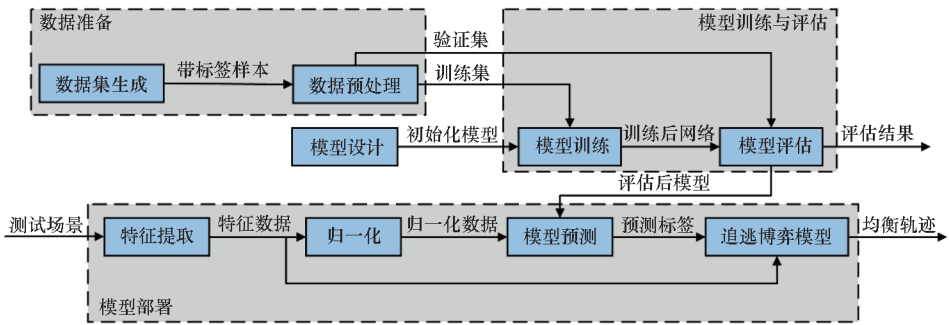 数据准备
模型训练与评估
验证集
数据集生成
带标签样本
数据预处理
训练集
模型设计
初始化模型
模型训练
训练后网络
模型评估
评估结果
评估后模型
测试场景
特征提取
特征数据
归一化
归一化数据
模型预测
预测标签
追逃博弈模型
均衡轨迹
模型部署